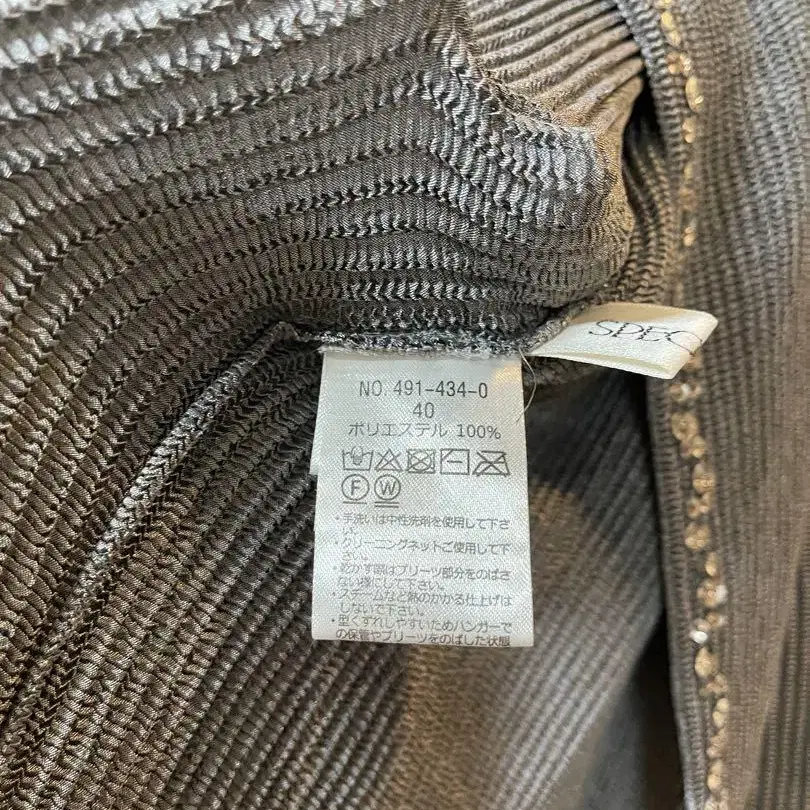 SPEC
NO. 491-434-0
40
ポリエステル 100%
F W
・手洗いは中性洗剤を使用して下さ
い。
・クリーニングネットご使用して下
さい。
・乾かす際はプリーツ部分をのばさ
ない様にして下さい。
・スチームなど熱のかかる仕上げは
しないで下さい。
・型くずれしやすいためハンガーで
の保管やプリーツをのばした状態